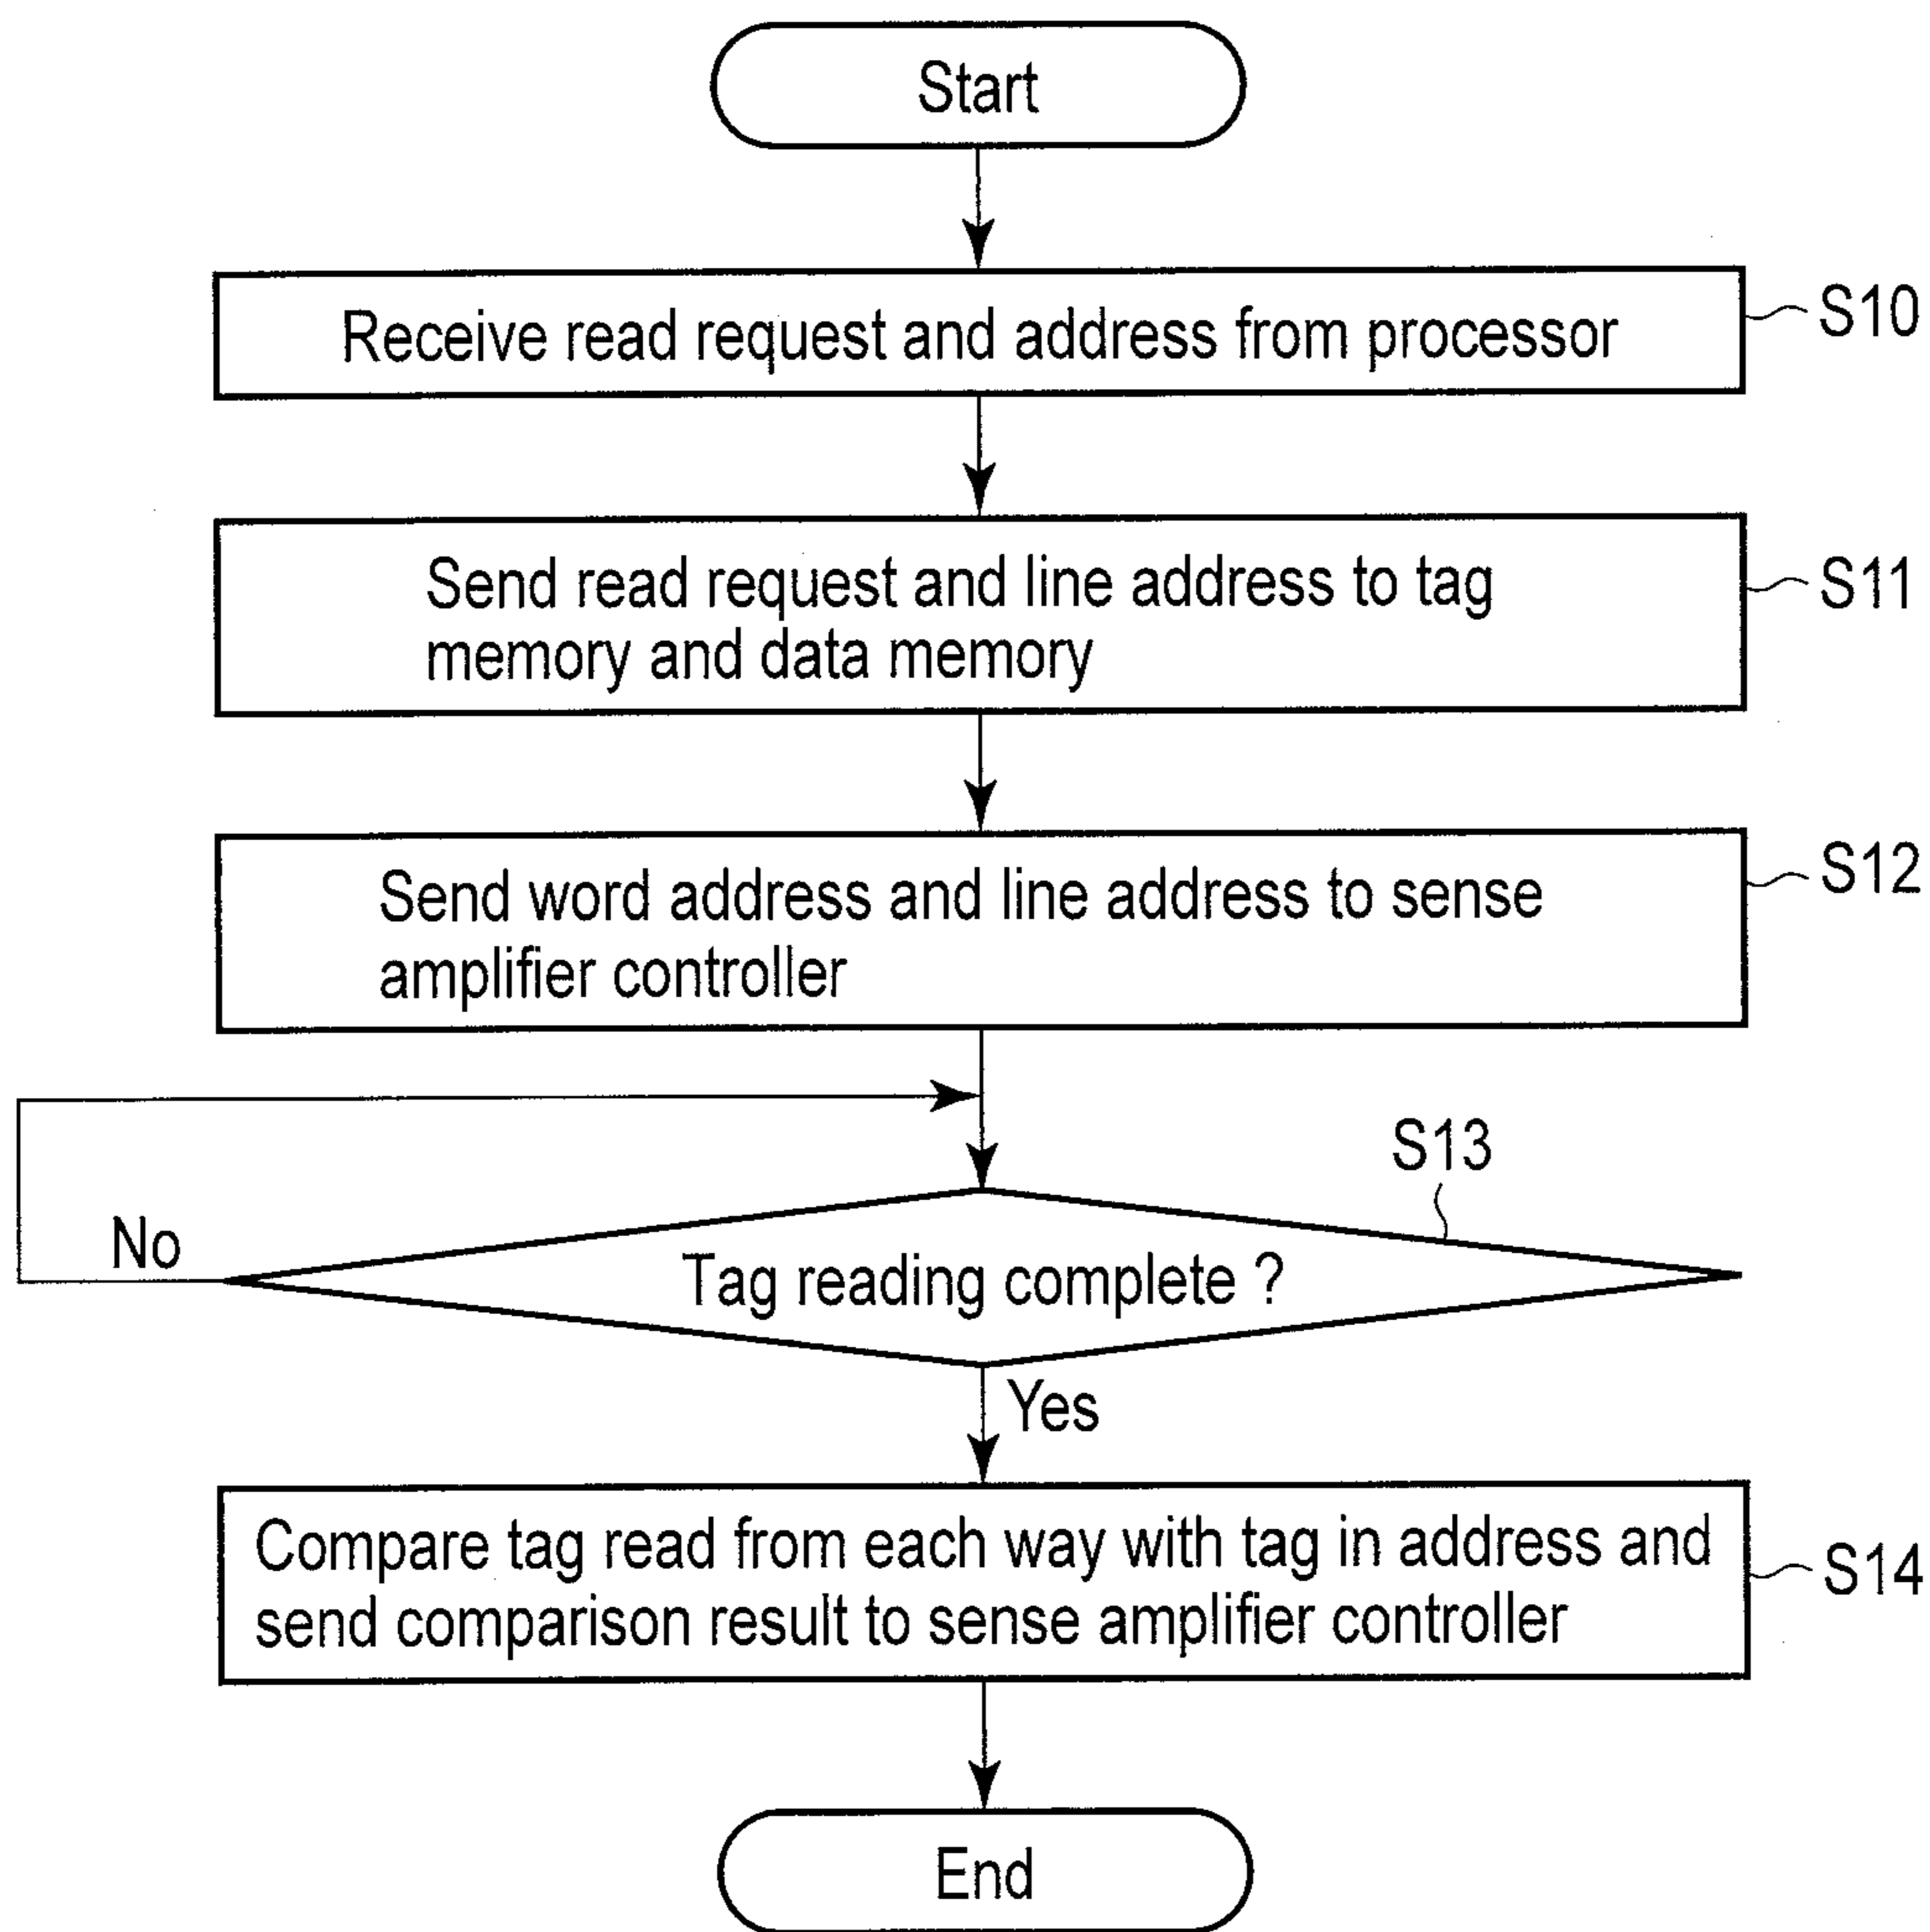 Start
Receive read request and address from processor
S10
Send read request and line address to tag
memory and data memory
S11
Send word address and line address to sense
amplifier controller
S12
S13
No
Tag reading complete ?
Yes
Compare tag read from each way with tag in address and
send comparison result to sense amplifier controller
S14
End